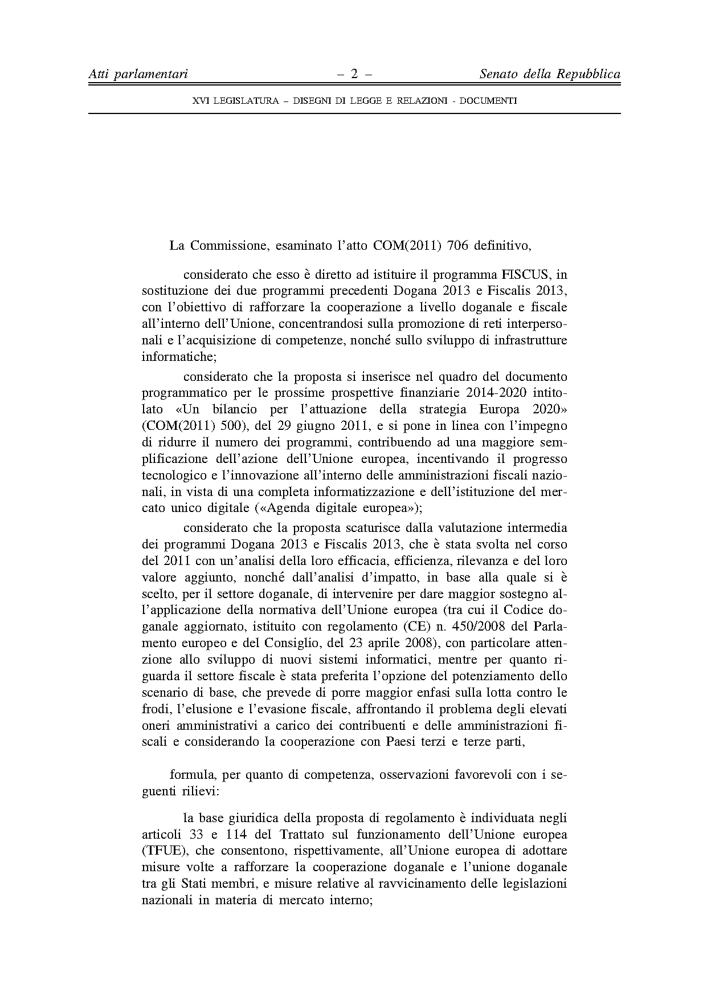 Atti parlamentari – 2 – Senato della Repubblica
XVI LEGISLATURA – DISEGNI DI LEGGE E RELAZIONI - DOCUMENTI
La Commissione, esaminato l’atto COM(2011) 706 definitivo,
considerato che esso è diretto ad istituire il programma FISCUS, in
sostituzione dei due programmi precedenti Dogana 2013 e Fiscalis 2013,
con l’obiettivo di rafforzare la cooperazione a livello doganale e fiscale
all’interno dell’Unione, concentrandosi sulla promozione di reti interperso-
nali e l’acquisizione di competenze, nonché sullo sviluppo di infrastrutture
informatiche;
considerato che la proposta si inserisce nel quadro del documento
programmatico per le prossime prospettive finanziarie 2014-2020 intito-
lato «Un bilancio per l’attuazione della strategia Europa 2020»
(COM(2011) 500), del 29 giugno 2011, e si pone in linea con l’impegno
di ridurre il numero dei programmi, contribuendo ad una maggiore sem-
plificazione dell’azione dell’Unione europea, incentivando il progresso
tecnologico e l’innovazione all’interno delle amministrazioni fiscali nazio-
nali, in vista di una completa informatizzazione e dell’istituzione del mer-
cato unico digitale («Agenda digitale europea»);
considerato che la proposta scaturisce dalla valutazione intermedia
dei programmi Dogana 2013 e Fiscalis 2013, che è stata svolta nel corso
del 2011 con un’analisi della loro efficacia, efficienza, rilevanza e del loro
valore aggiunto, nonché dall’analisi d’impatto, in base alla quale si è
scelto, per il settore doganale, di intervenire per dare maggior sostegno al-
l’applicazione della normativa dell’Unione europea (tra cui il Codice do-
ganale aggiornato, istituito con regolamento (CE) n. 450/2008 del Parla-
mento europeo e del Consiglio, del 23 aprile 2008), con particolare atten-
zione allo sviluppo di nuovi sistemi informatici, mentre per quanto ri-
guarda il settore fiscale è stata preferita l’opzione del potenziamento dello
scenario di base, che prevede di porre maggior enfasi sulla lotta contro le
frodi, l’elusione e l’evasione fiscale, affrontando il problema degli elevati
oneri amministrativi a carico dei contribuenti e delle amministrazioni fi-
scali e considerando la cooperazione con Paesi terzi e terze parti,
formula, per quanto di competenza, osservazioni favorevoli con i se-
guenti rilievi:
la base giuridica della proposta di regolamento è individuata negli
articoli 33 e 114 del Trattato sul funzionamento dell’Unione europea
(TFUE), che consentono, rispettivamente, all’Unione europea di adottare
misure volte a rafforzare la cooperazione doganale e l’unione doganale
tra gli Stati membri, e misure relative al ravvicinamento delle legislazioni
nazionali in materia di mercato interno;